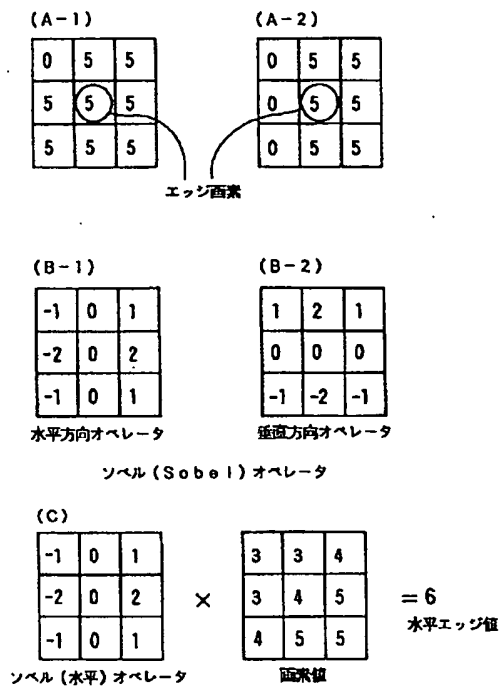 (A-1) (A-2)
0 5 5 0 5 5
5 5 5 0 5 5
5 5 5 0 5 5
エッジ画素
(B-1) (B-2)
-1 0 1 1 2 1
-2 0 2 0 0 0
-1 0 1 -1 -2 -1
水平方向オペレータ 垂直方向オペレータ
ソベル(Sobel)オペレータ
(C)
-1 0 1 3 3 4
-2 0 2 × 3 4 5 =6
-1 0 1 4 5 5 水平エッジ値
ソベル(水平)オペレータ 画素値